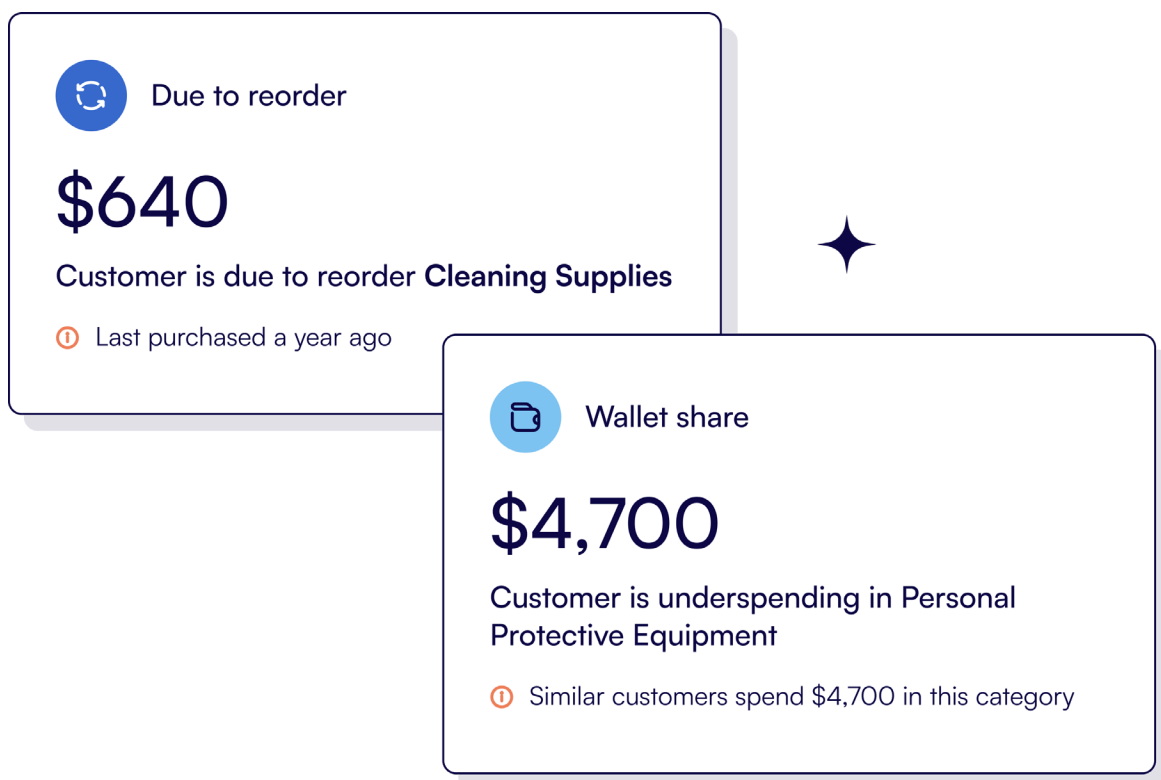 Due to reorder
$640
Customer is due to reorder Cleaning Supplies
Last purchased a year ago
Wallet share
$4,700
Customer is underspending in Personal
Protective Equipment
Similar customers spend $4,700 in this category